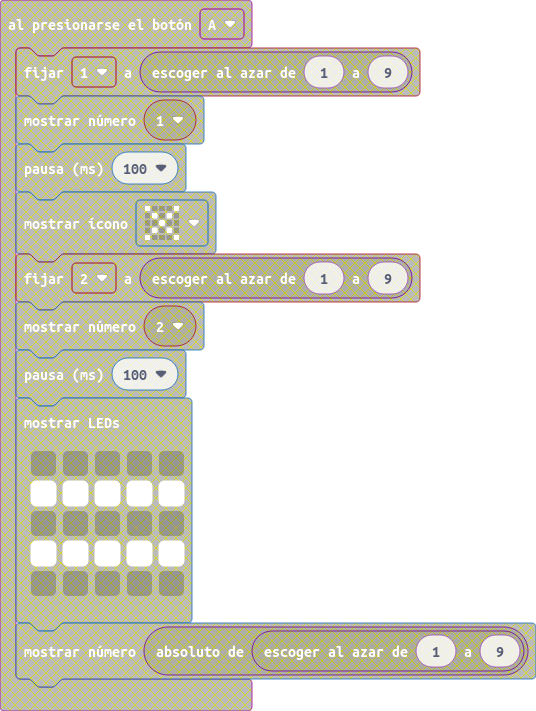 al presionarse el botón A
fijar 1 a escoger al azar de 1 a 9
mostrar número 1
pausa (ms) 100
mostrar ícono
fijar 2 a escoger al azar de 1 a 9
mostrar número 2
pausa (ms) 100
mostrar LEDs
mostrar número absoluto de escoger al azar de 1 a 9